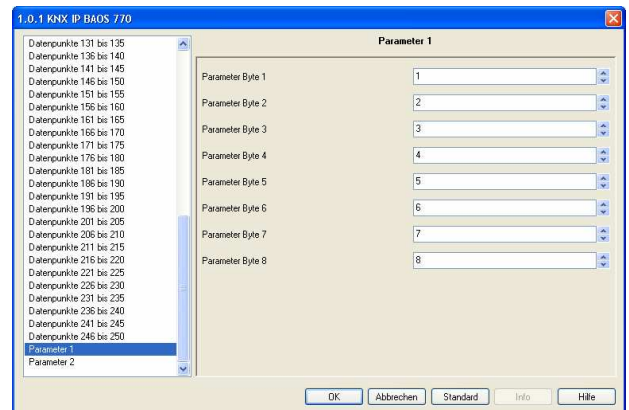 1.0.1 KNX IP BAOS 770
Datenpunkte 131 bis 135
Datenpunkte 136 bis 140
Datenpunkte 141 bis 145
Datenpunkte 146 bis 150
Datenpunkte 151 bis 155
Datenpunkte 156 bis 160
Datenpunkte 161 bis 165
Datenpunkte 166 bis 170
Datenpunkte 171 bis 175
Datenpunkte 176 bis 180
Datenpunkte 181 bis 185
Datenpunkte 186 bis 190
Datenpunkte 191 bis 195
Datenpunkte 196 bis 200
Datenpunkte 201 bis 205
Datenpunkte 206 bis 210
Datenpunkte 211 bis 215
Datenpunkte 216 bis 220
Datenpunkte 221 bis 225
Datenpunkte 226 bis 230
Datenpunkte 231 bis 235
Datenpunkte 236 bis 240
Datenpunkte 241 bis 245
Datenpunkte 246 bis 250
Parameter 1
Parameter 2
Parameter 1
Parameter Byte 1 1
Parameter Byte 2 2
Parameter Byte 3 3
Parameter Byte 4 4
Parameter Byte 5 5
Parameter Byte 6 6
Parameter Byte 7 7
Parameter Byte 8 8
OK Abbrechen Standard Info Hilfe